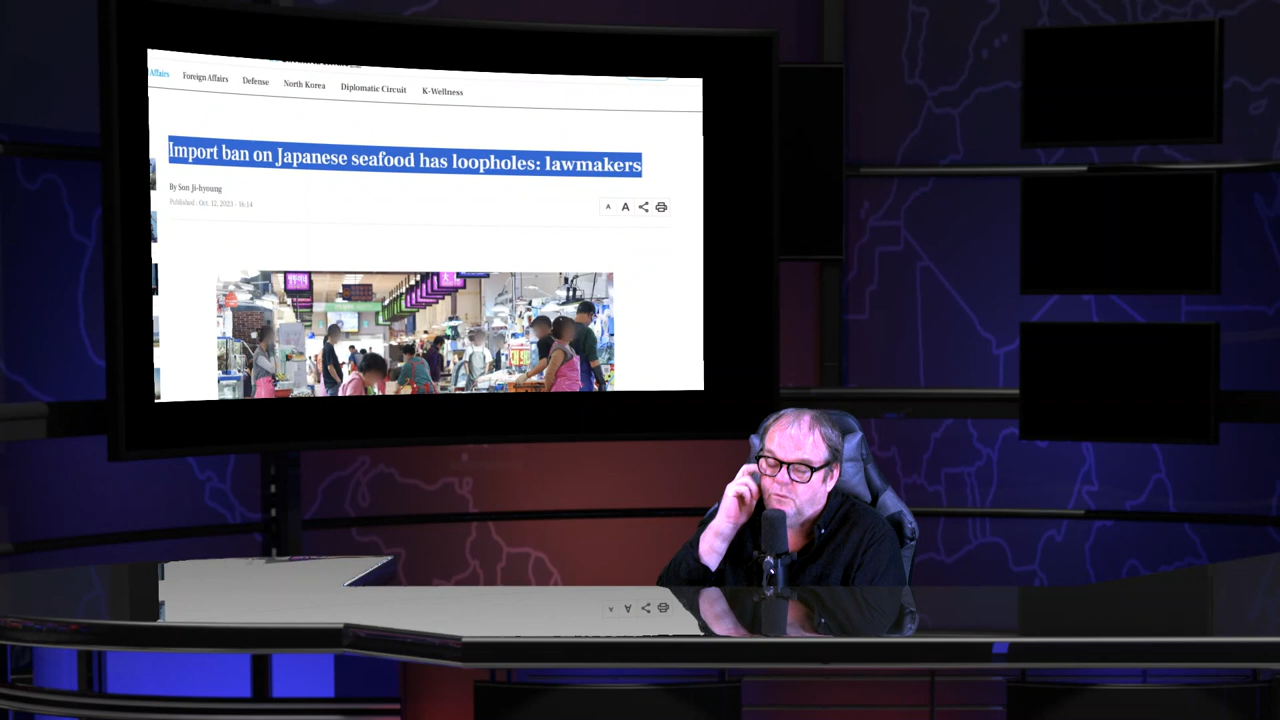 Affairs Foreign Affairs Defense North Korea Diplomatic Circuit K-Wellness
Import ban on Japanese seafood has loopholes: lawmakers
By Son Ji-hyoung
Published : Oct. 12, 2023 - 16:14
A A